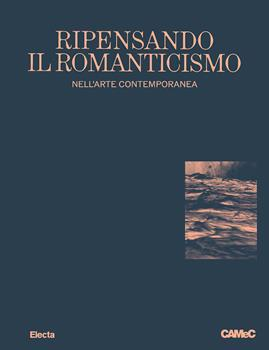 RIPENSANDO
IL ROMANTICISMO
NELL'ARTE CONTEMPORANEA
Electa
CAMeC